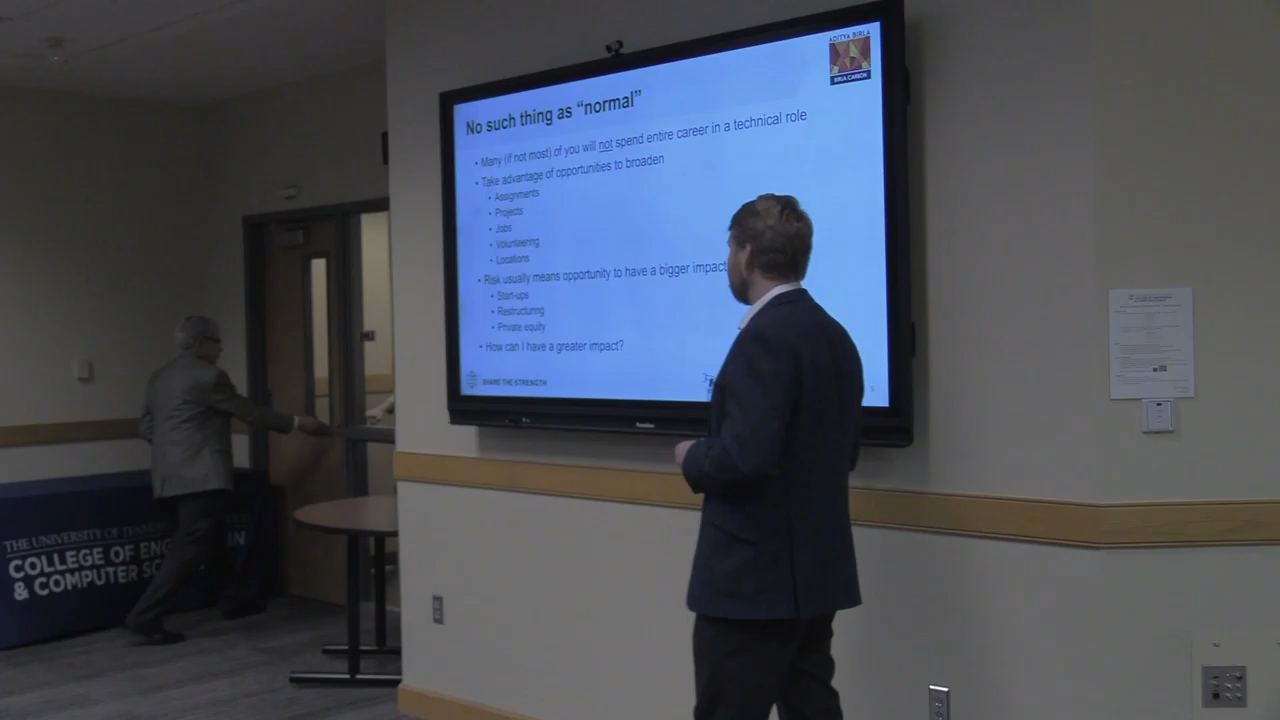 ADITYA BIRLA
BIRLA CARBON
No such thing as “normal”
• Many (if not most) of you will not spend entire career in a technical role
• Take advantage of opportunities to broaden
• Assignments
• Projects
• Jobs
• Volunteering
• Locations
• Risk usually means opportunity to have a bigger impact
• Start-ups
• Restructuring
• Private equity
• How can I have a greater impact?
SHARE THE STRENGTH
5
THE UNIVERSITY OF
COLLEGE OF
& COMPUTER